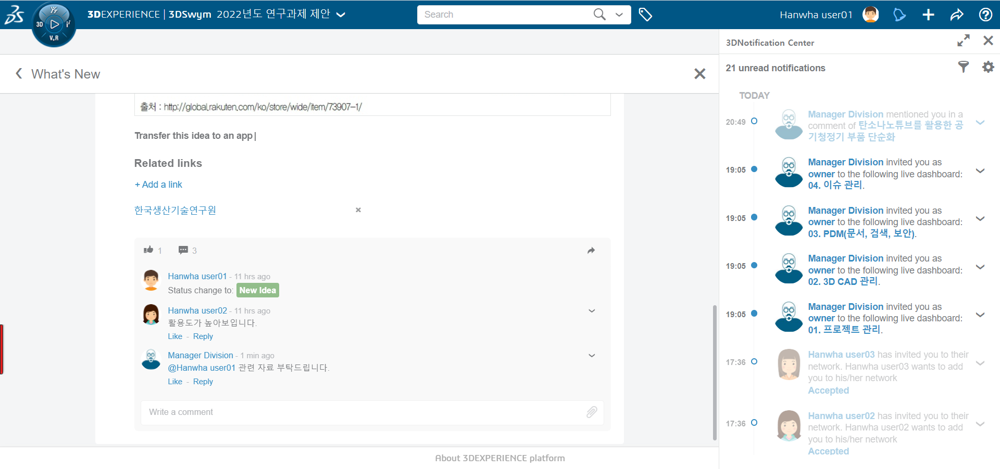 3DEXPERIENCE | 3DSwym 2022년도 연구과제 제안
Search
Hanwha user01
3D
V.R
What's New
출처 : http://global.rakuten.com/ko/store/wide/item/73907-1/
Transfer this idea to an app|
Related links
+ Add a link
한국생산기술연구원
1
3
Hanwha user01 - 11 hrs ago
Status change to: New Idea
Hanwha user02 - 11 hrs ago
활용도가 높아보입니다.
Like - Reply
Manager Division - 1 min ago
@Hanwha user01 관련 자료 부탁드립니다.
Like - Reply
Write a comment
About 3DEXPERIENCE platform
3DNotification Center
21 unread notifications
TODAY
20:49
Manager Division mentioned you in a
comment of 탄소나노튜브를 활용한 공
기청정기 부품 단순화
19:05
Manager Division invited you as
owner to the following live dashboard:
04. 이슈 관리.
19:05
Manager Division invited you as
owner to the following live dashboard:
03. PDM(문서, 검색, 보안).
19:05
Manager Division invited you as
owner to the following live dashboard:
02. 3D CAD 관리.
19:05
Manager Division invited you as
owner to the following live dashboard:
01. 프로젝트 관리.
17:36
Hanwha user03 has invited you to their
network. Hanwha user03 wants to add
you to his/her network
Accepted
17:36
Hanwha user02 has invited you to their
network. Hanwha user02 wants to add
you to his/her network
Accepted